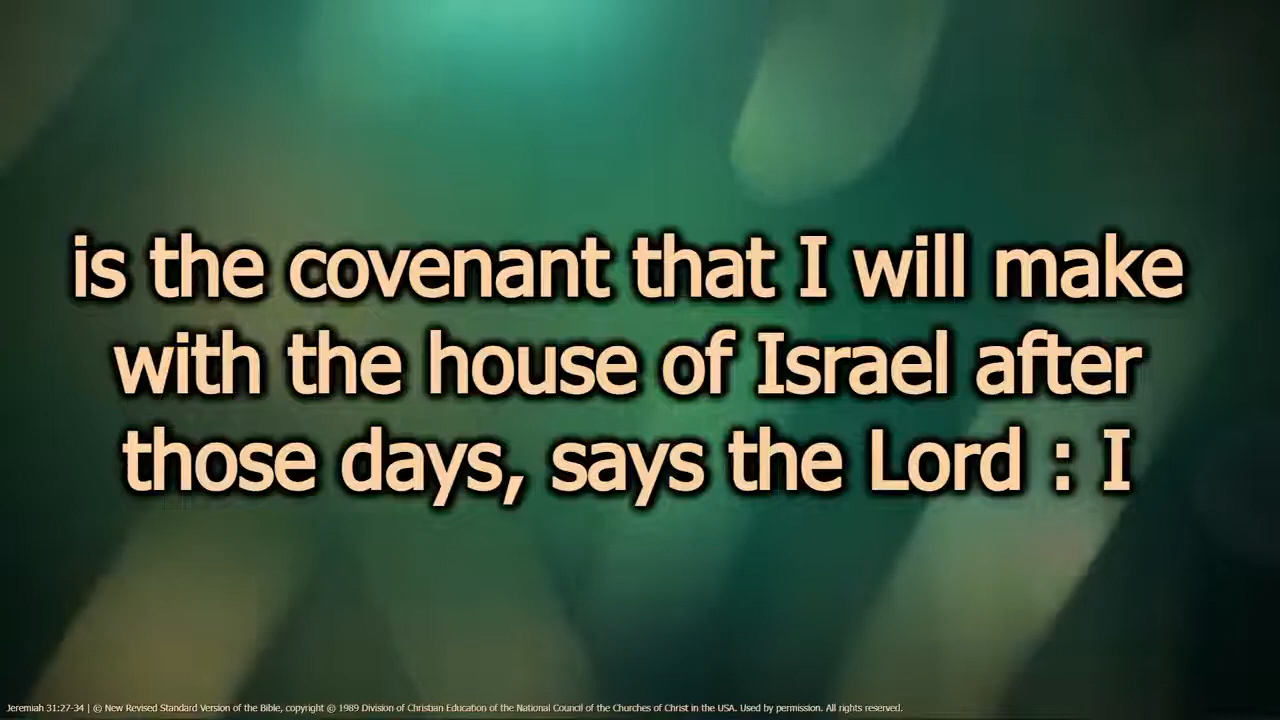 is the covenant that I will make
with the house of Israel after
those days, says the Lord : I
Jeremiah 31:27-34 | © New Revised Standard Version of the Bible, copyright © 1989 Division of Christian Education of the National Council of the Churches of Christ in the USA. Used by permission. All rights reserved.